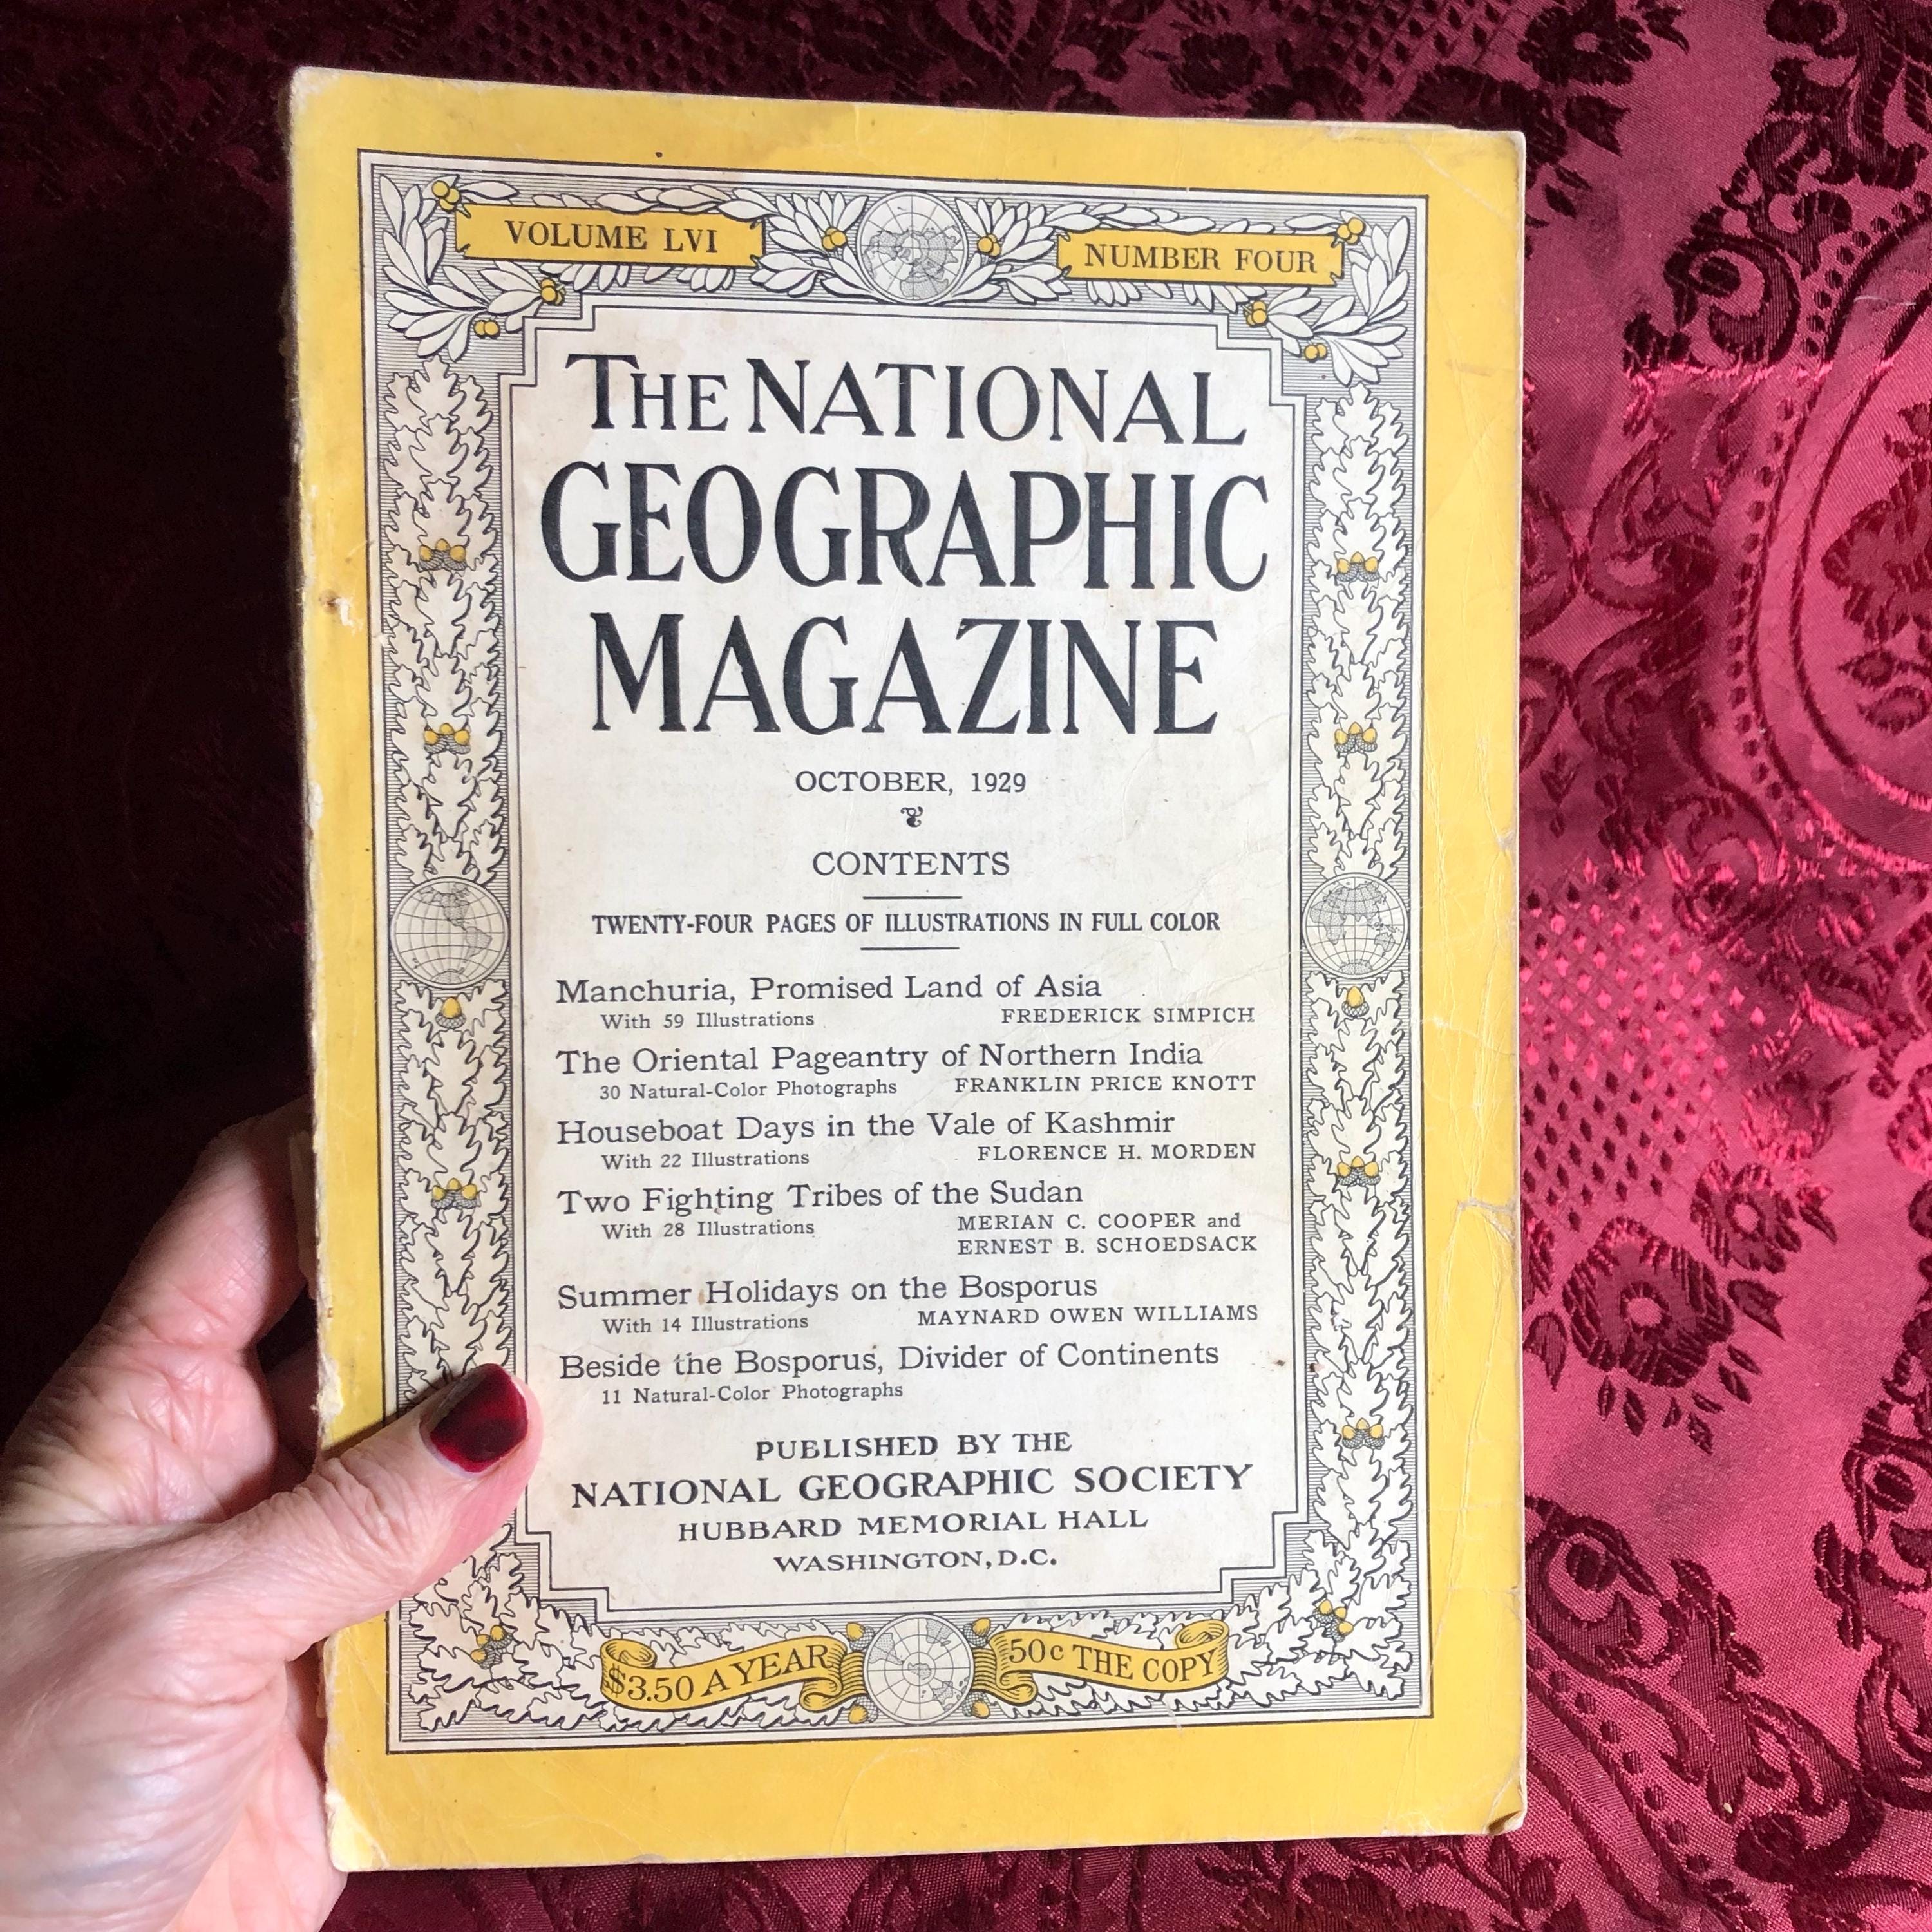 VOLUME LVI
NUMBER FOUR
THE NATIONAL
GEOGRAPHIC
MAGAZINE
OCTOBER, 1929
CONTENTS
TWENTY-FOUR PAGES OF ILLUSTRATIONS IN FULL COLOR
Manchuria, Promised Land of Asia
With 59 Illustrations FREDERICK SIMPICH
The Oriental Pageantry of Northern India
30 Natural-Color Photographs FRANKLIN PRICE KNOTT
Houseboat Days in the Vale of Kashmir
With 22 Illustrations FLORENCE H. MORDEN
Two Fighting Tribes of the Sudan
With 28 Illustrations MERIAN C. COOPER and
ERNEST B. SCHOEDSACK
Summer Holidays on the Bosporus
With 14 Illustrations MAYNARD OWEN WILLIAMS
Beside the Bosporus, Divider of Continents
11 Natural-Color Photographs
PUBLISHED BY THE
NATIONAL GEOGRAPHIC SOCIETY
HUBBARD MEMORIAL HALL
WASHINGTON, D.C.
$3.50 A YEAR
50c THE COPY